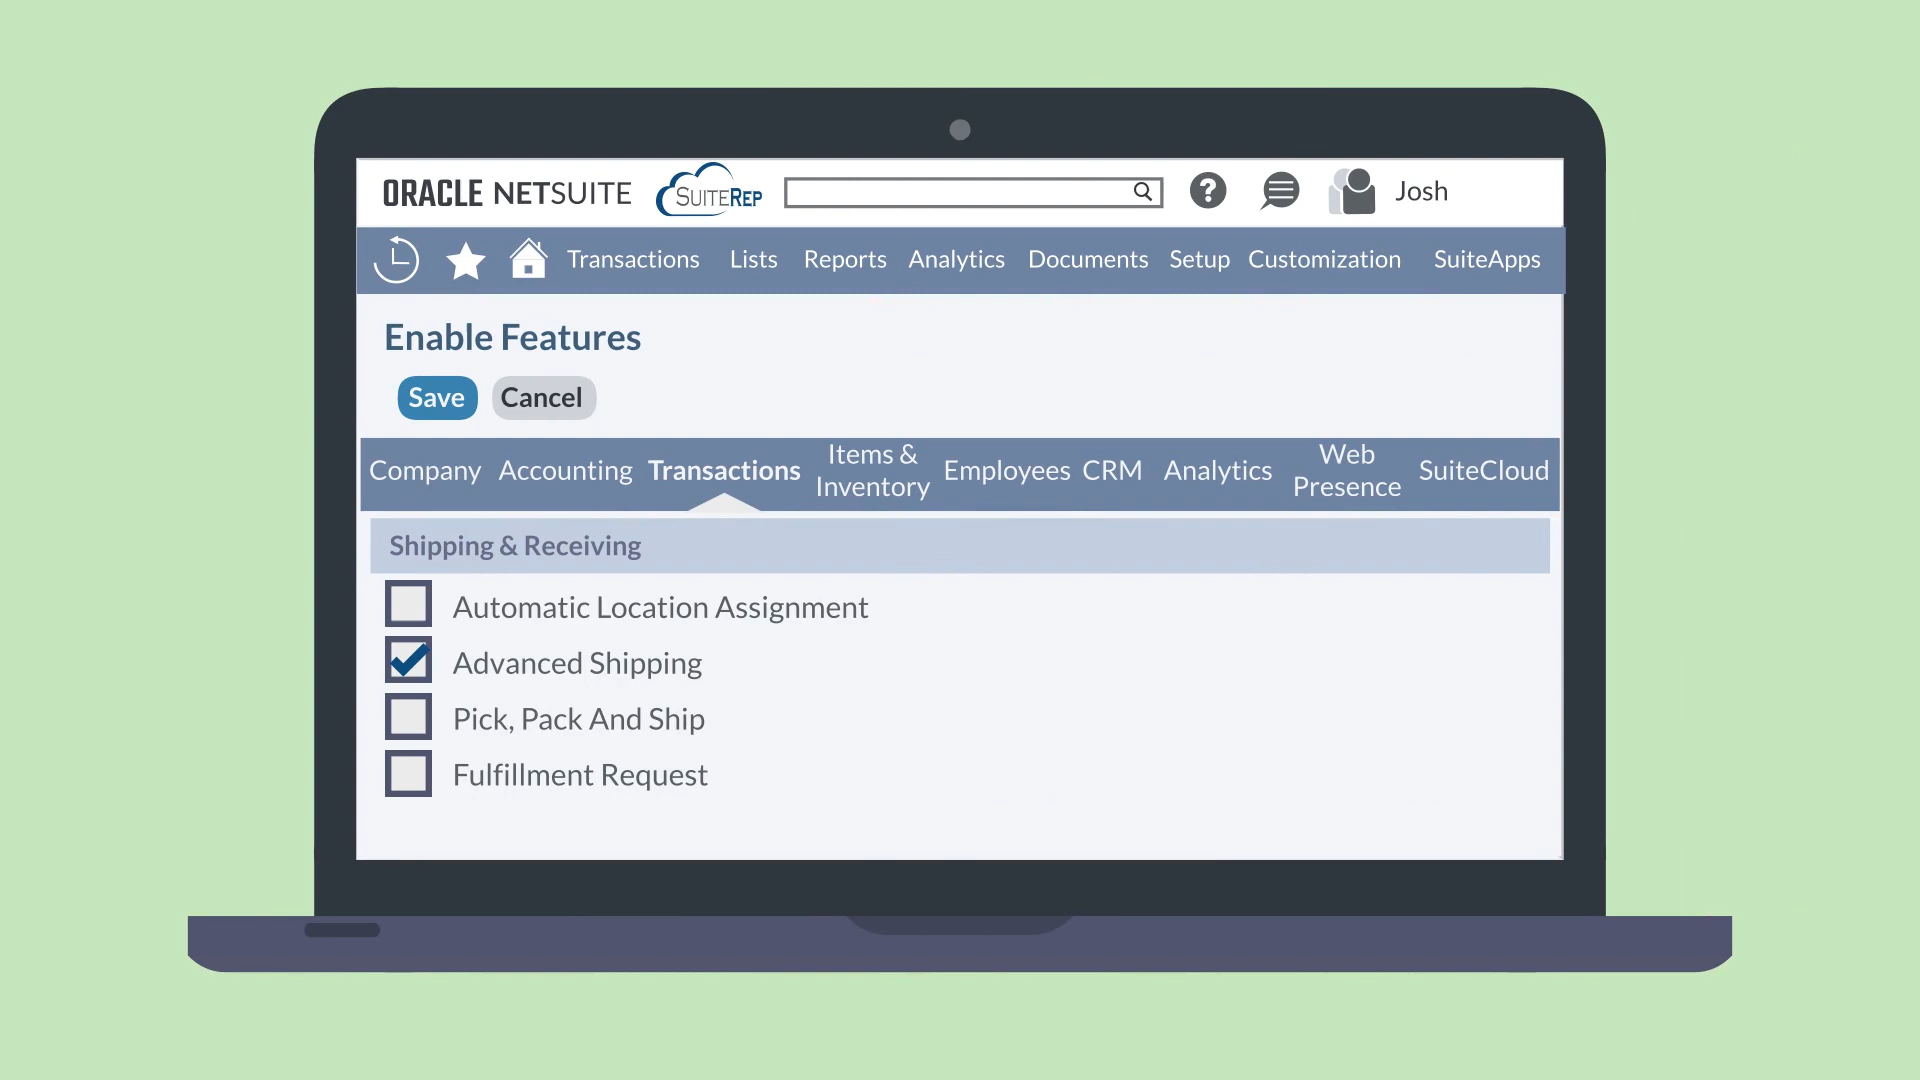 ORACLE NETSUITE SUITEREP Josh
Transactions Lists Reports Analytics Documents Setup Customization SuiteApps
Enable Features
Save Cancel
Company Accounting Transactions Items & Inventory Employees CRM Analytics Web Presence SuiteCloud
Shipping & Receiving
Automatic Location Assignment
Advanced Shipping
Pick, Pack And Ship
Fulfillment Request